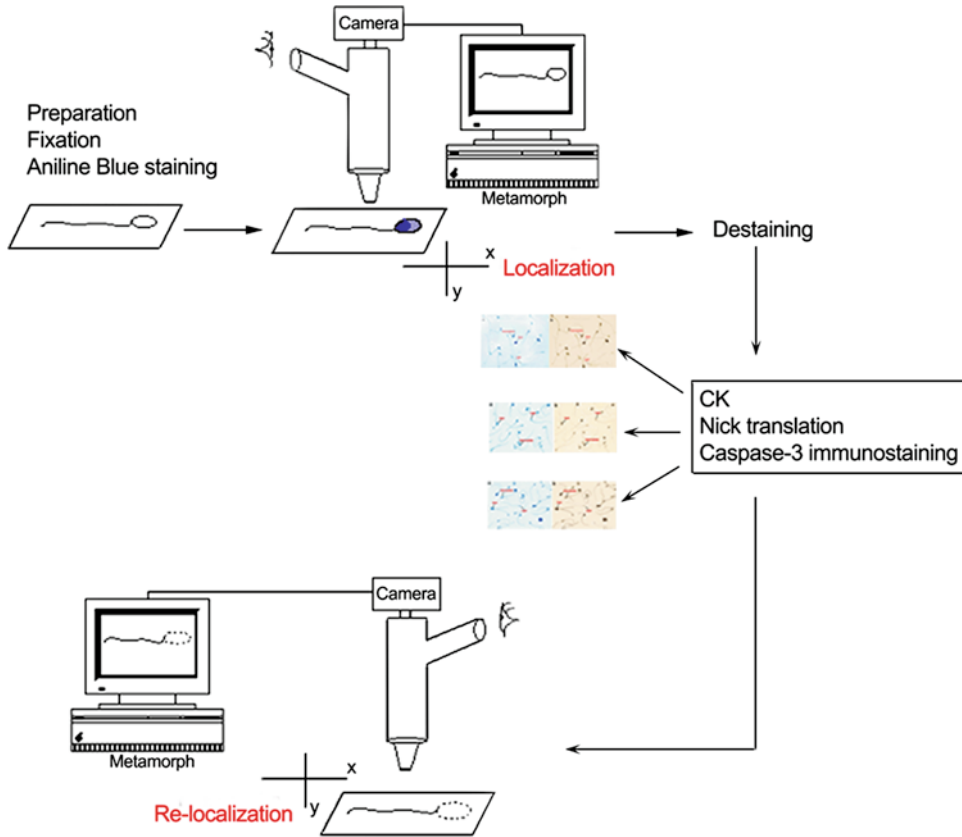 Camera
Preparation
Fixation
Aniline Blue staining
Metamorph
x
Localization
y
Destaining
CK
Nick translation
Caspase-3 immunostaining
Camera
Metamorph
x
Re-localization
y